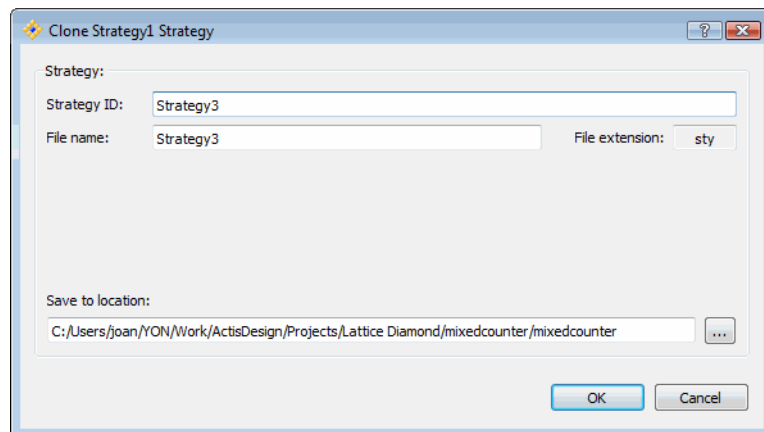 Clone Strategy1 Strategy
Strategy:
Strategy ID: Strategy3
File name: Strategy3 File extension: sty
Save to location:
C:/Users/joan/YON/Work/ActisDesign/Projects/Lattice Diamond/mixedcounter/mixedcounter ...
OK Cancel